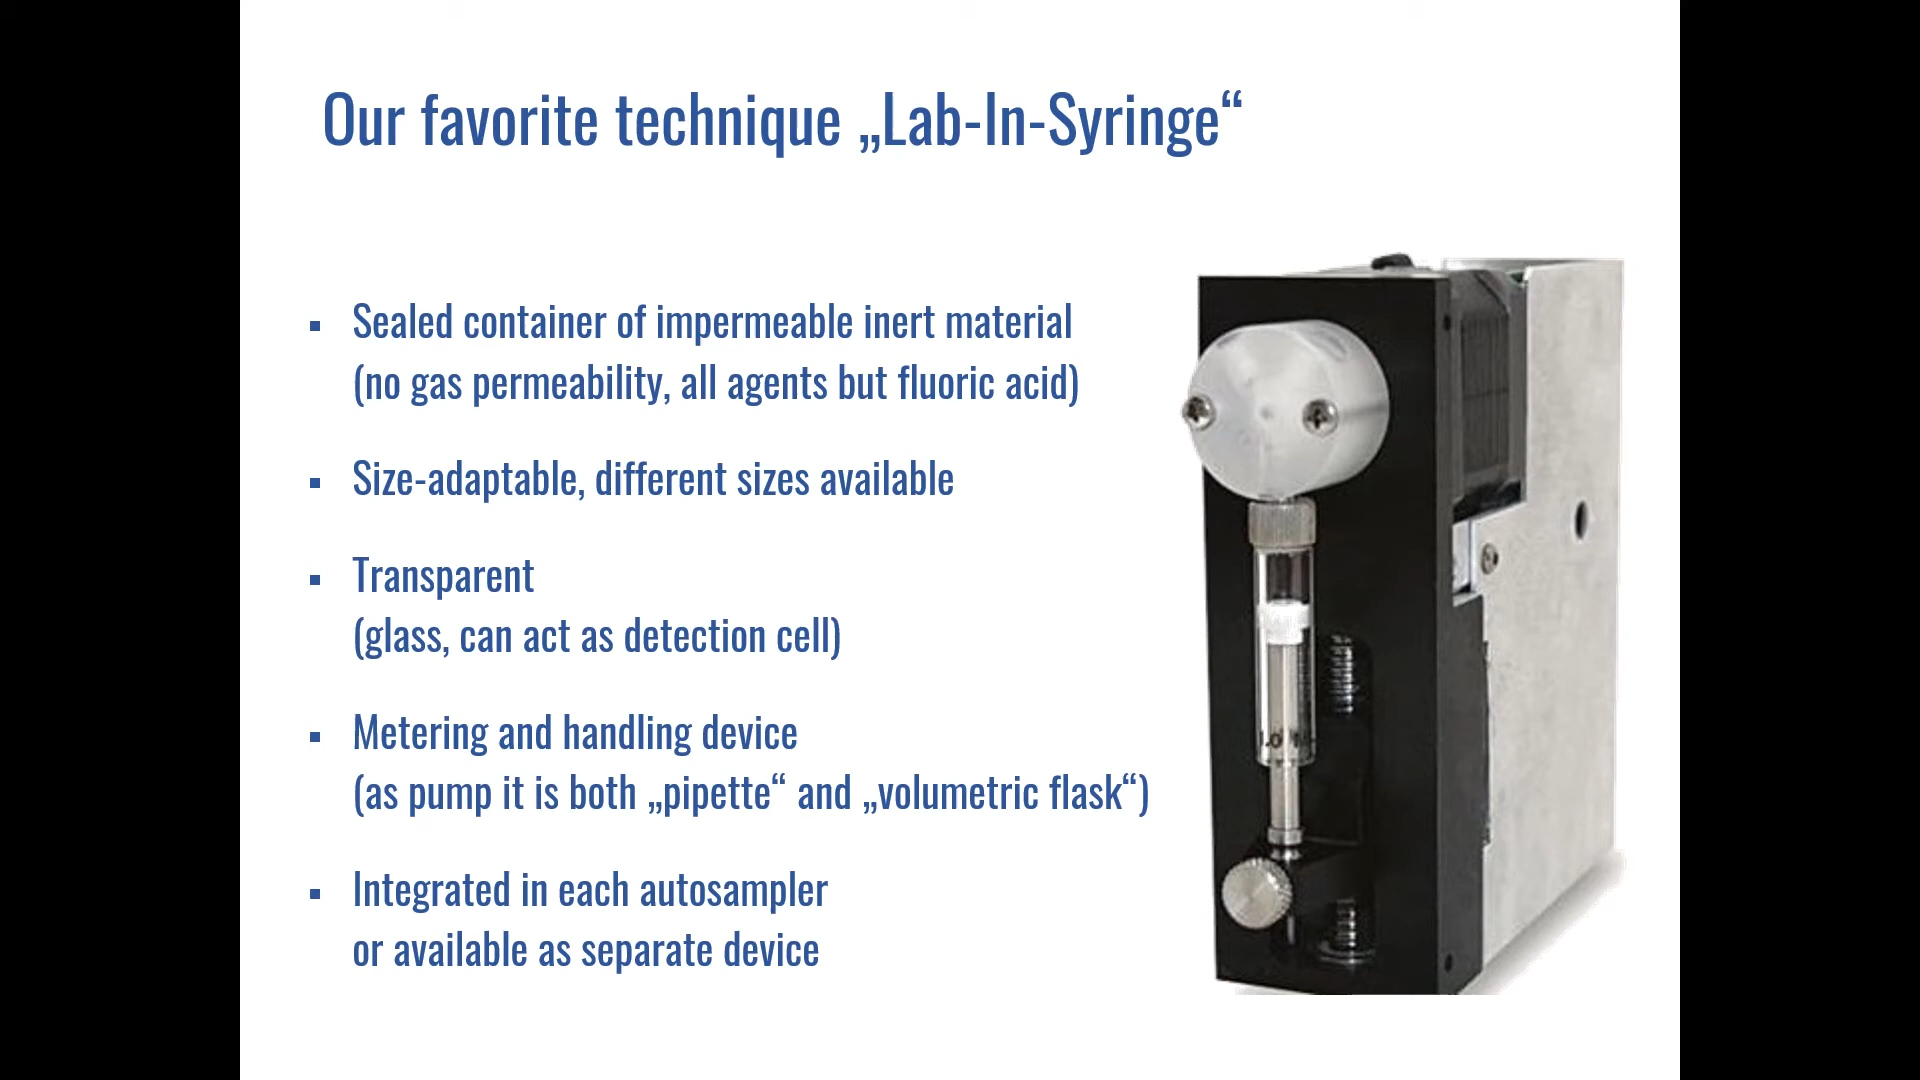 Our favorite technique „Lab-In-Syringe“
▪ Sealed container of impermeable inert material
(no gas permeability, all agents but fluoric acid)
▪ Size-adaptable, different sizes available
▪ Transparent
(glass, can act as detection cell)
▪ Metering and handling device
(as pump it is both „pipette“ and „volumetric flask“)
▪ Integrated in each autosampler
or available as separate device